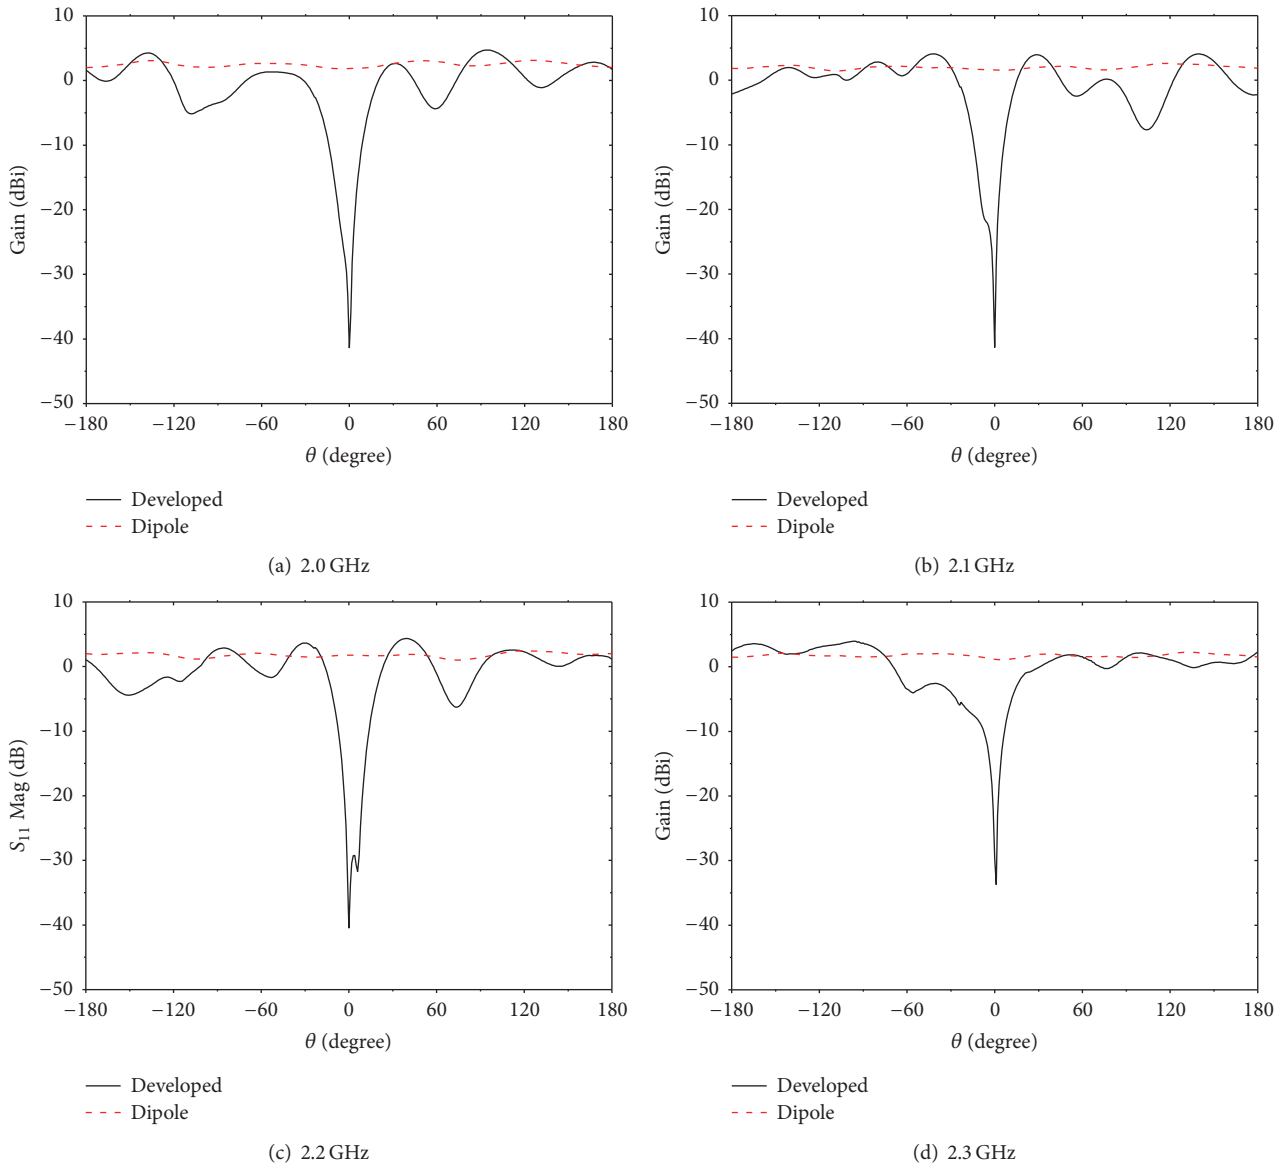 10
0
−10
−20
−30
−40
−50
Gain (dBi)
−180 −120 −60 0 60 120 180
θ (degree)
Developed
Dipole
(a) 2.0 GHz
10
0
−10
−20
−30
−40
−50
Gain (dBi)
−180 −120 −60 0 60 120 180
θ (degree)
Developed
Dipole
(b) 2.1 GHz
10
0
−10
−20
−30
−40
−50
S11 Mag (dB)
−180 −120 −60 0 60 120 180
θ (degree)
Developed
Dipole
(c) 2.2 GHz
10
0
−10
−20
−30
−40
−50
Gain (dBi)
−180 −120 −60 0 60 120 180
θ (degree)
Developed
Dipole
(d) 2.3 GHz